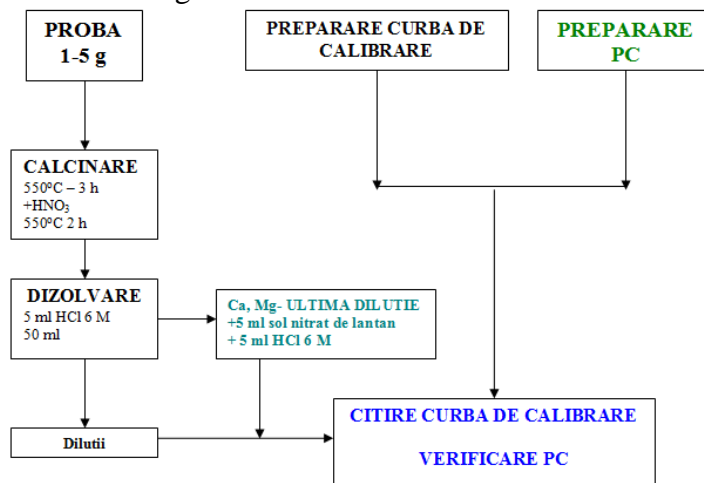 PROBA
1-5 g
PREPARARE CURBA DE
CALIBRARE
PREPARARE
PC
CALCINARE
550⁰C – 3 h
+HNO₃
550⁰C 2 h
DIZOLVARE
5 ml HCl 6 M
50 ml
Ca, Mg- ULTIMA DILUTIE
+5 ml sol nitrat de lantan
+ 5 ml HCl 6 M
Dilutii
CITIRE CURBA DE CALIBRARE
VERIFICARE PC